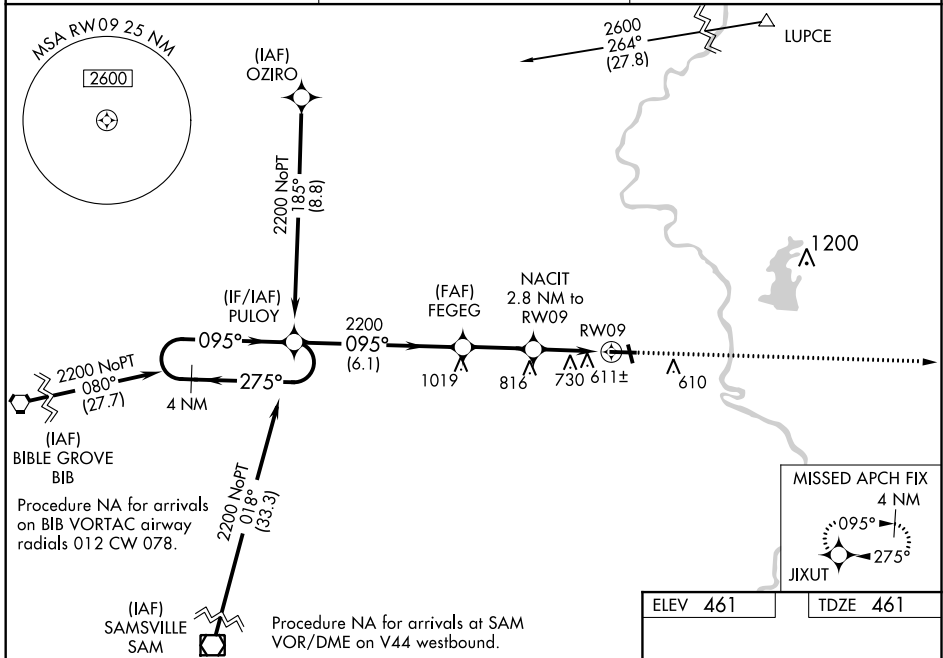 MSA RW09 25 NM
2600
(IAF)
OZIRO
2600
264°
(27.8)
LUPCE
2200 NoPT
185°
(8.8)
1200
(IF/IAF)
PULOY
095°
275°
4 NM
2200
095°
(6.1)
(FAF)
FEGEG
NACIT
2.8 NM to
RW09
RW09
1019
816
730
611±
610
2200 NoPT
080°
(27.7)
(IAF)
BIBLE GROVE
BIB
Procedure NA for arrivals
on BIB VORTAC airway
radials 012 CW 078.
2200 NoPT
018°
(33.3)
(IAF)
SAMSVILLE
SAM
Procedure NA for arrivals at SAM
VOR/DME on V44 westbound.
MISSED APCH FIX
4 NM
095°
275°
JIXUT
ELEV 461
TDZE 461